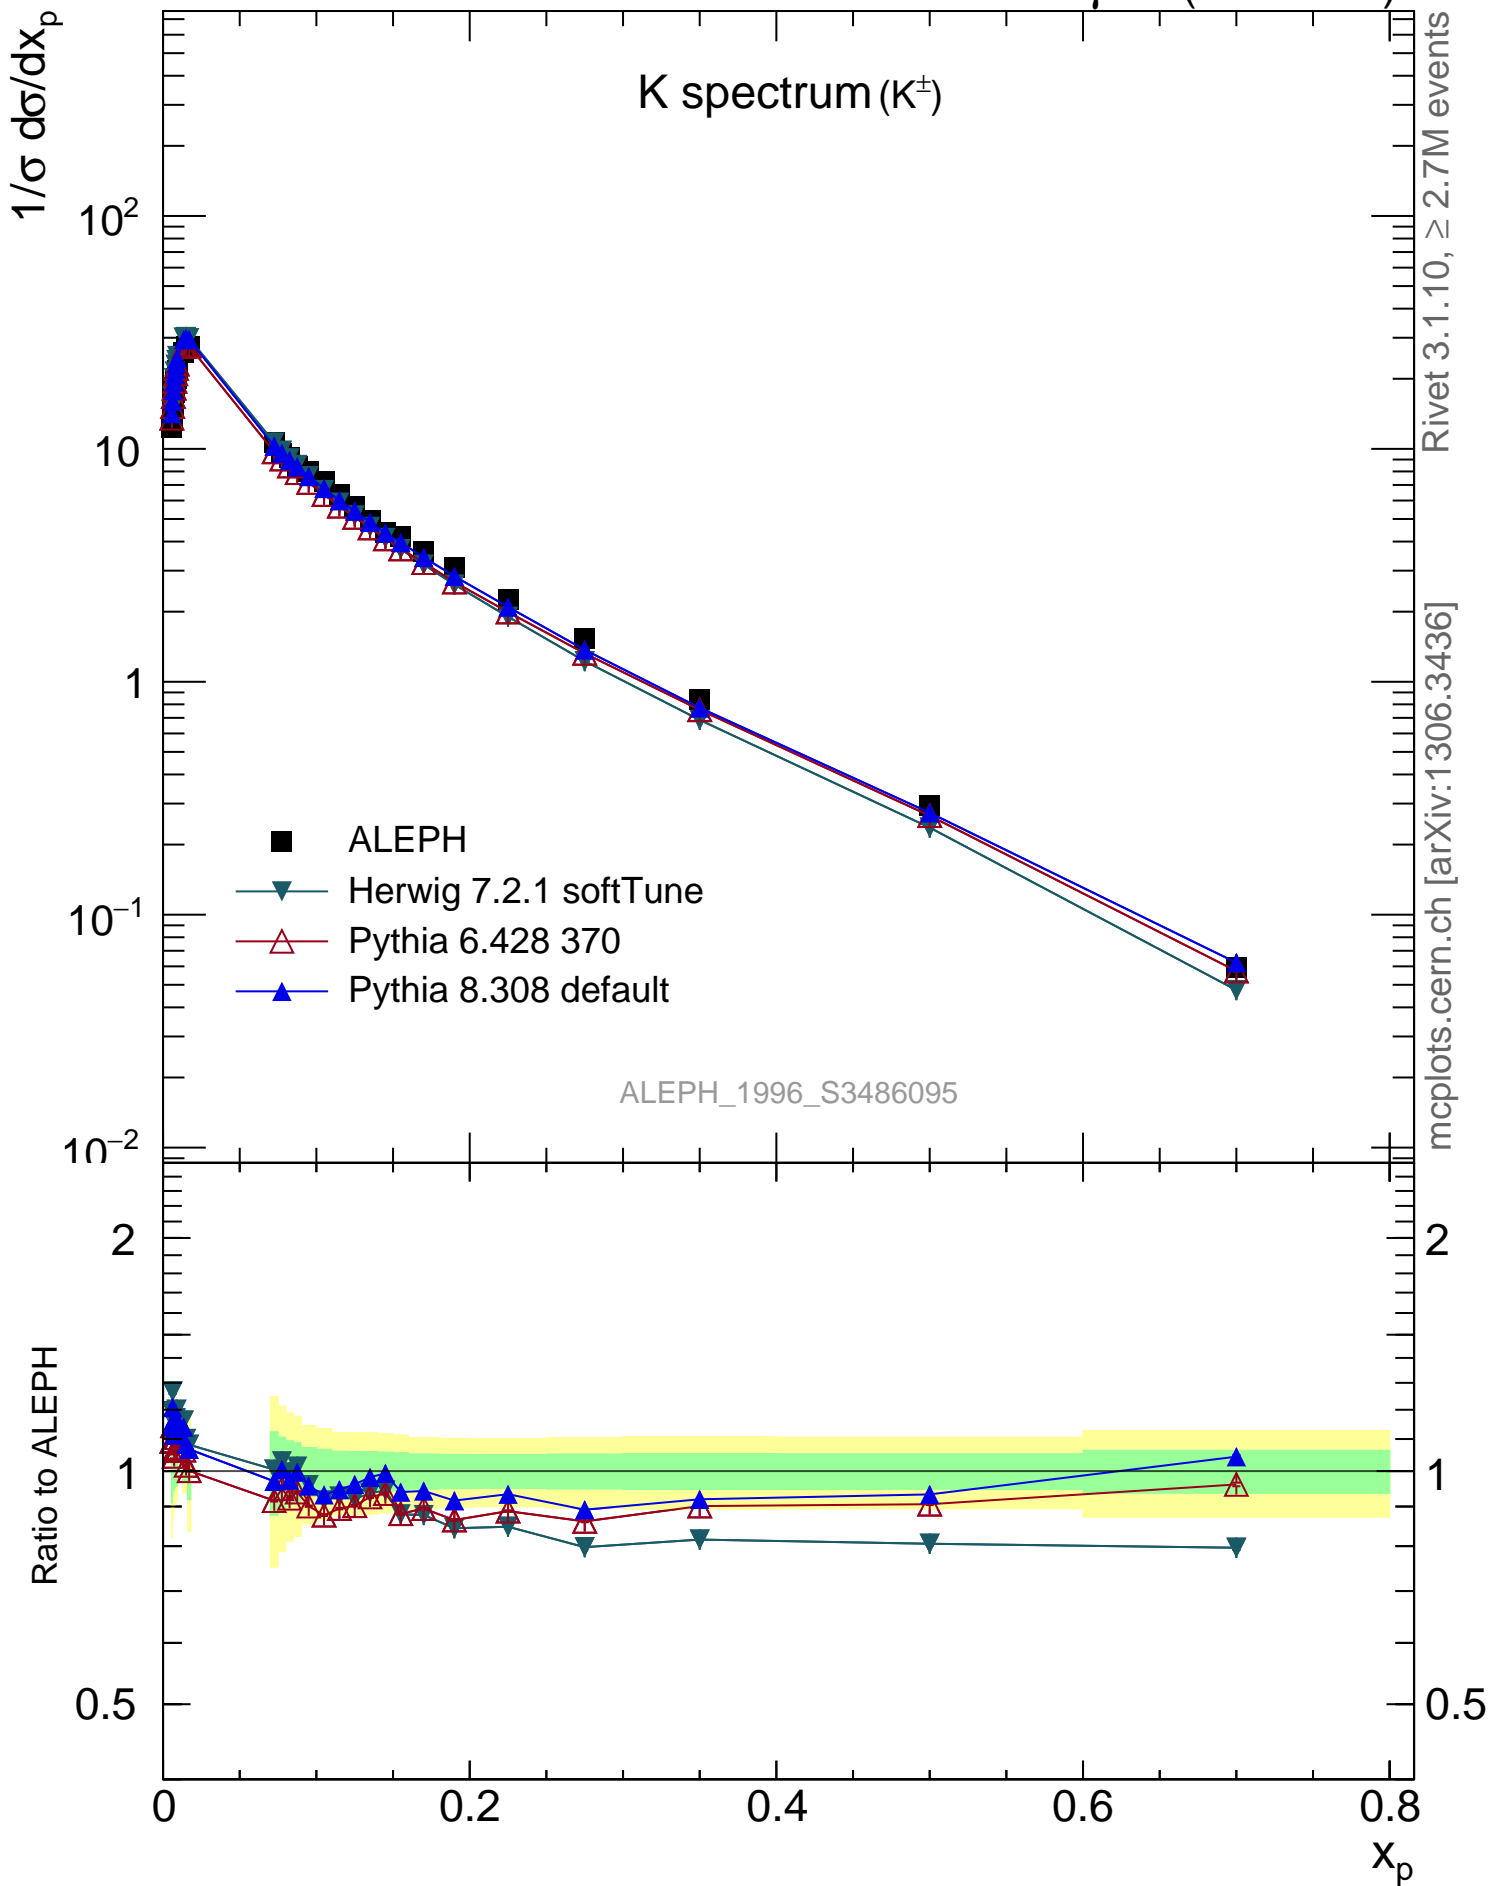 1/σ dσ/dxₚ
K spectrum (K±)
10²
10
1
10⁻¹
10⁻²
ALEPH
Herwig 7.2.1 softTune
Pythia 6.428 370
Pythia 8.308 default
ALEPH_1996_S3486095
Rivet 3.1.10, ≥ 2.7M events
mcplots.cern.ch [arXiv:1306.3436]
Ratio to ALEPH
2
1
0.5
2
1
0.5
0
0.2
0.4
0.6
0.8
xₚ